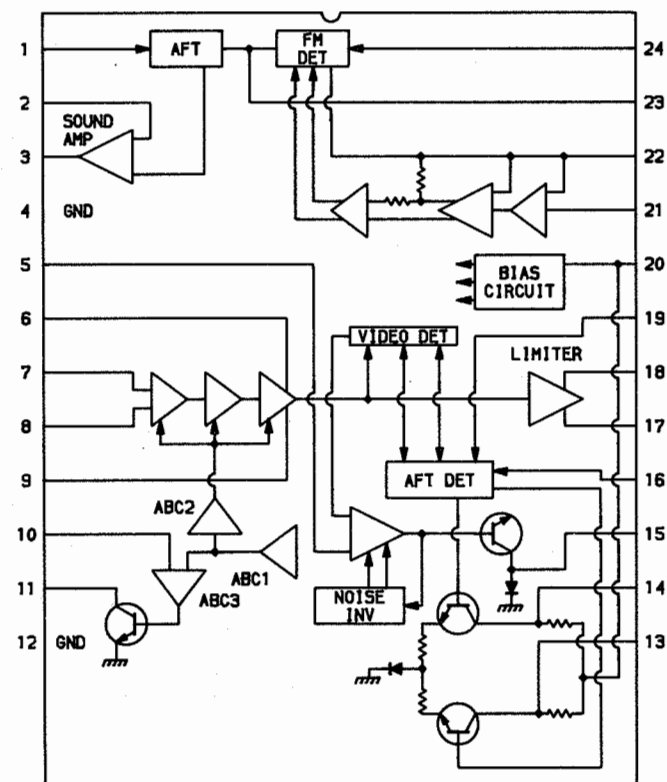 1
AFT
FM
DET
24
2
23
SOUND
AMP
3
22
4
GND
21
5
BIAS
CIRCUIT
20
6
19
VIDEO DET
LIMITER
7
18
8
17
AFT DET
16
9
ABC2
10
15
ABC1
11
ABC3
NOISE
INV
14
12
GND
13